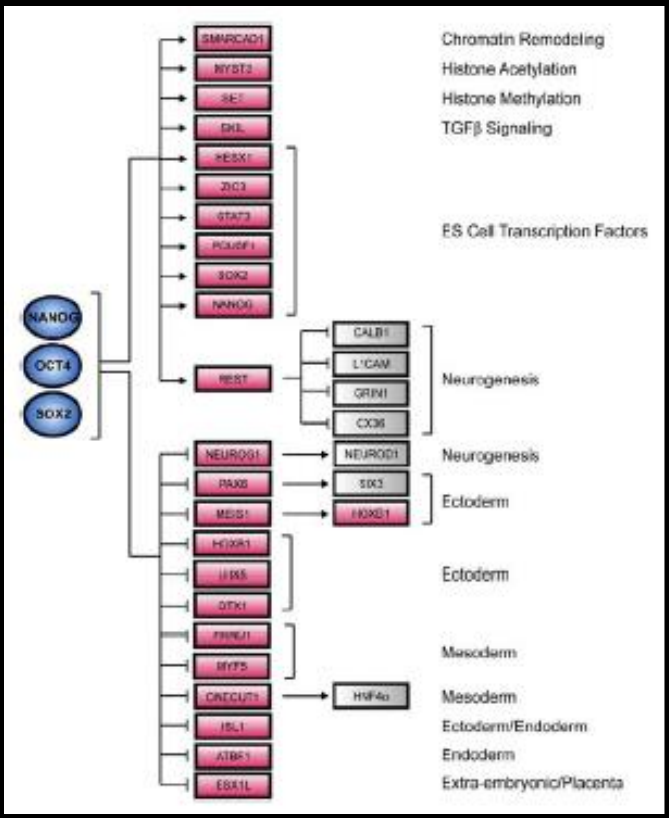 SMARCAD1 Chromatin Remodeling
MYST3 Histone Acetylation
SET Histone Methylation
SKIL TGFβ Signaling
HESX1
ZIC3
STAT3 ES Cell Transcription Factors
POU5F1
SOX2
NANOG
NANOG
OCT4
SOX2
CALB1
L1CAM
REST Neurogenesis
GRIN1
CX36
NEUROG1 NEUROD1 Neurogenesis
PAX6 SIX3
Ectoderm
MEIS1 HOXB1
HOXB1
LHX5 Ectoderm
OTX1
MYF5
Mesoderm
ONECUT1 HNF4α Mesoderm
ISL1 Ectoderm/Endoderm
ATBF1 Endoderm
ESX1L Extra-embryonic/Placenta